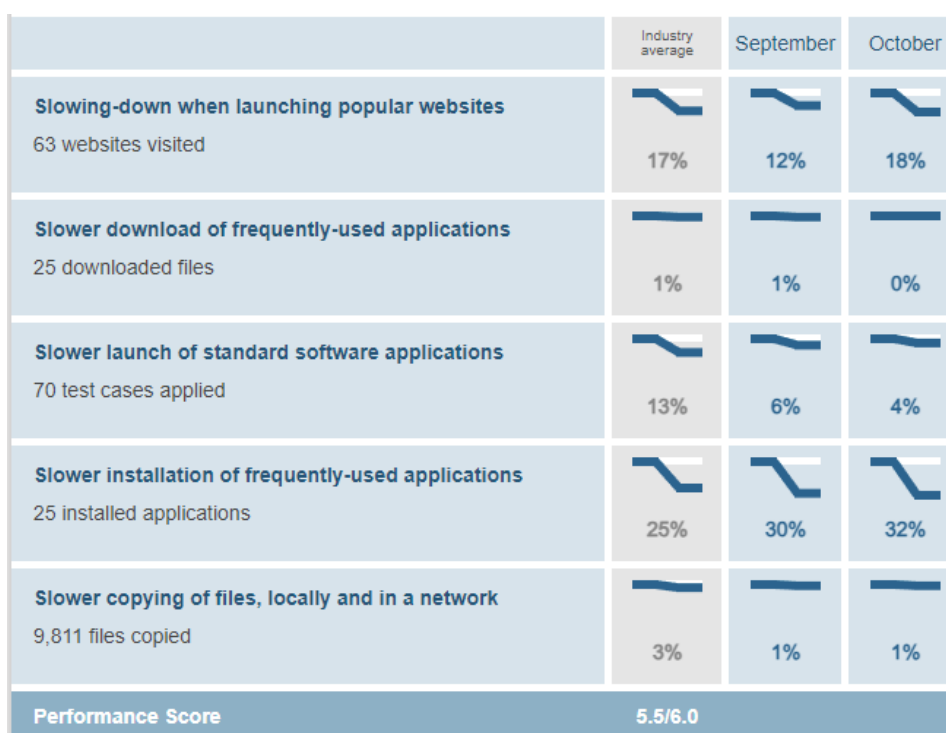 Industry
average
September
October
Slowing-down when launching popular websites
63 websites visited
17%
12%
18%
Slower download of frequently-used applications
25 downloaded files
1%
1%
0%
Slower launch of standard software applications
70 test cases applied
13%
6%
4%
Slower installation of frequently-used applications
25 installed applications
25%
30%
32%
Slower copying of files, locally and in a network
9,811 files copied
3%
1%
1%
Performance Score
5.5/6.0